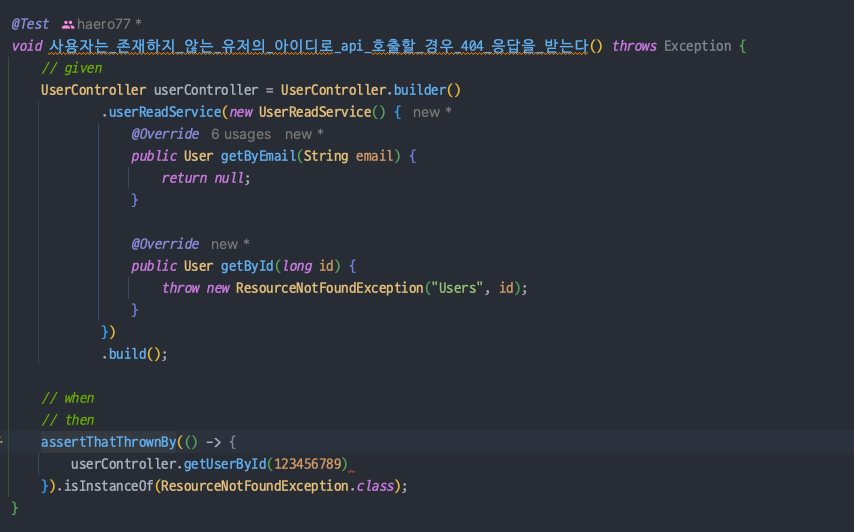 @Test haero77 *
void 사용자는_존재하지_않는_유저의_아이디로_api_호출할_경우_404_응답을_받는다() throws Exception {
// given
UserController userController = UserController.builder()
.userReadService(new UserReadService() { new *
@Override 6 usages new *
public User getByEmail(String email) {
return null;
}
@Override new *
public User getById(long id) {
throw new ResourceNotFoundException("Users", id);
}
})
.build();
// when
// then
assertThatThrownBy(() -> {
userController.getUserById(123456789)
}).isInstanceOf(ResourceNotFoundException.class);
}